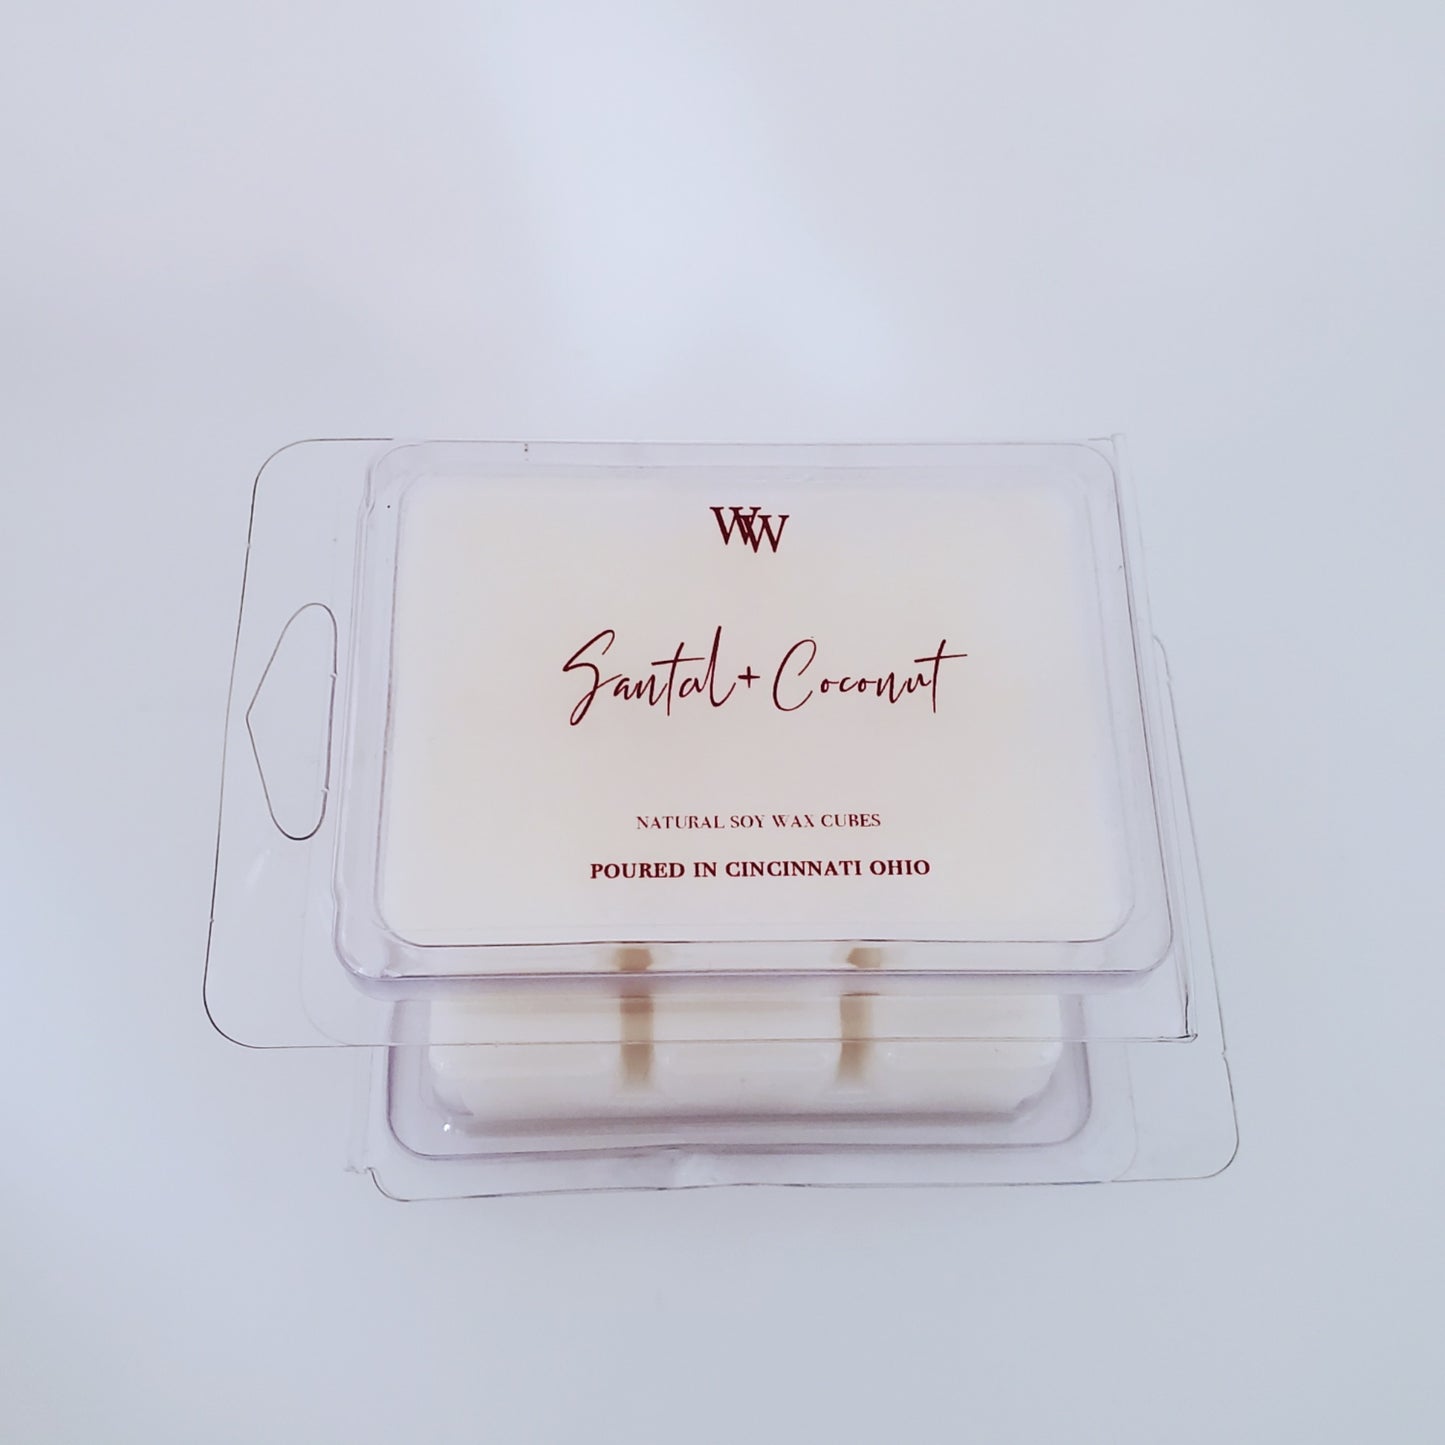 WW
Santal + Coconut
NATURAL SOY WAX CUBES
POURED IN CINCINNATI OHIO